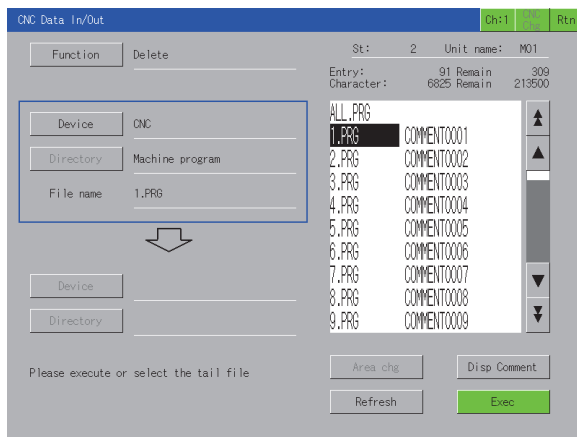 CNC Data In/Out Ch:1 CNC Chg Rtn
Function Delete
St: 2 Unit name: M01
Entry: 91 Remain 309
Character: 6825 Remain 213500
Device CNC
Directory Machine program
File name 1.PRG
ALL.PRG
1.PRG COMMENT0001
2.PRG COMMENT0002
3.PRG COMMENT0003
4.PRG COMMENT0004
5.PRG COMMENT0005
6.PRG COMMENT0006
7.PRG COMMENT0007
8.PRG COMMENT0008
9.PRG COMMENT0009
Device
Directory
Please execute or select the tail file
Area chg Disp Comment
Refresh Exec